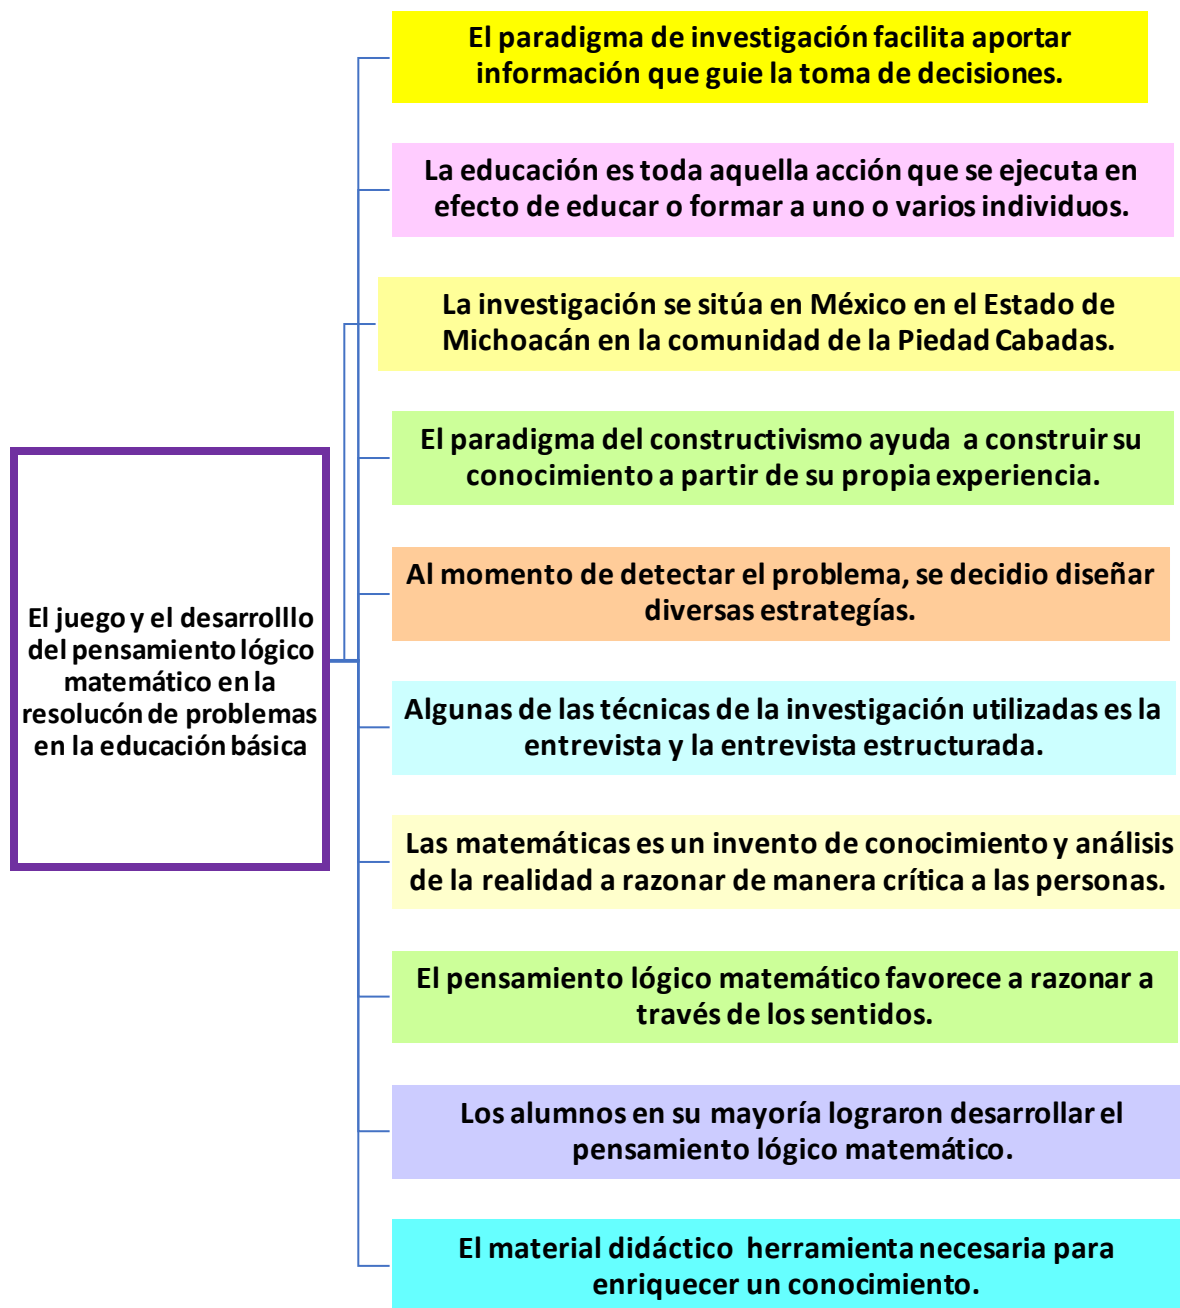 El paradigma de investigación facilita aportar
información que guie la toma de decisiones.
La educación es toda aquella acción que se ejecuta en
efecto de educar o formar a uno o varios individuos.
La investigación se sitúa en México en el Estado de
Michoacán en la comunidad de la Piedad Cabadas.
El paradigma del constructivismo ayuda a construir su
conocimiento a partir de su propia experiencia.
Al momento de detectar el problema, se decidio diseñar
diversas estrategías.
El juego y el desarrolllo
del pensamiento lógico
matemático en la
resolucón de problemas
en la educación básica
Algunas de las técnicas de la investigación utilizadas es la
entrevista y la entrevista estructurada.
Las matemáticas es un invento de conocimiento y análisis
de la realidad a razonar de manera crítica a las personas.
El pensamiento lógico matemático favorece a razonar a
través de los sentidos.
Los alumnos en su mayoría lograron desarrollar el
pensamiento lógico matemático.
El material didáctico herramienta necesaria para
enriquecer un conocimiento.